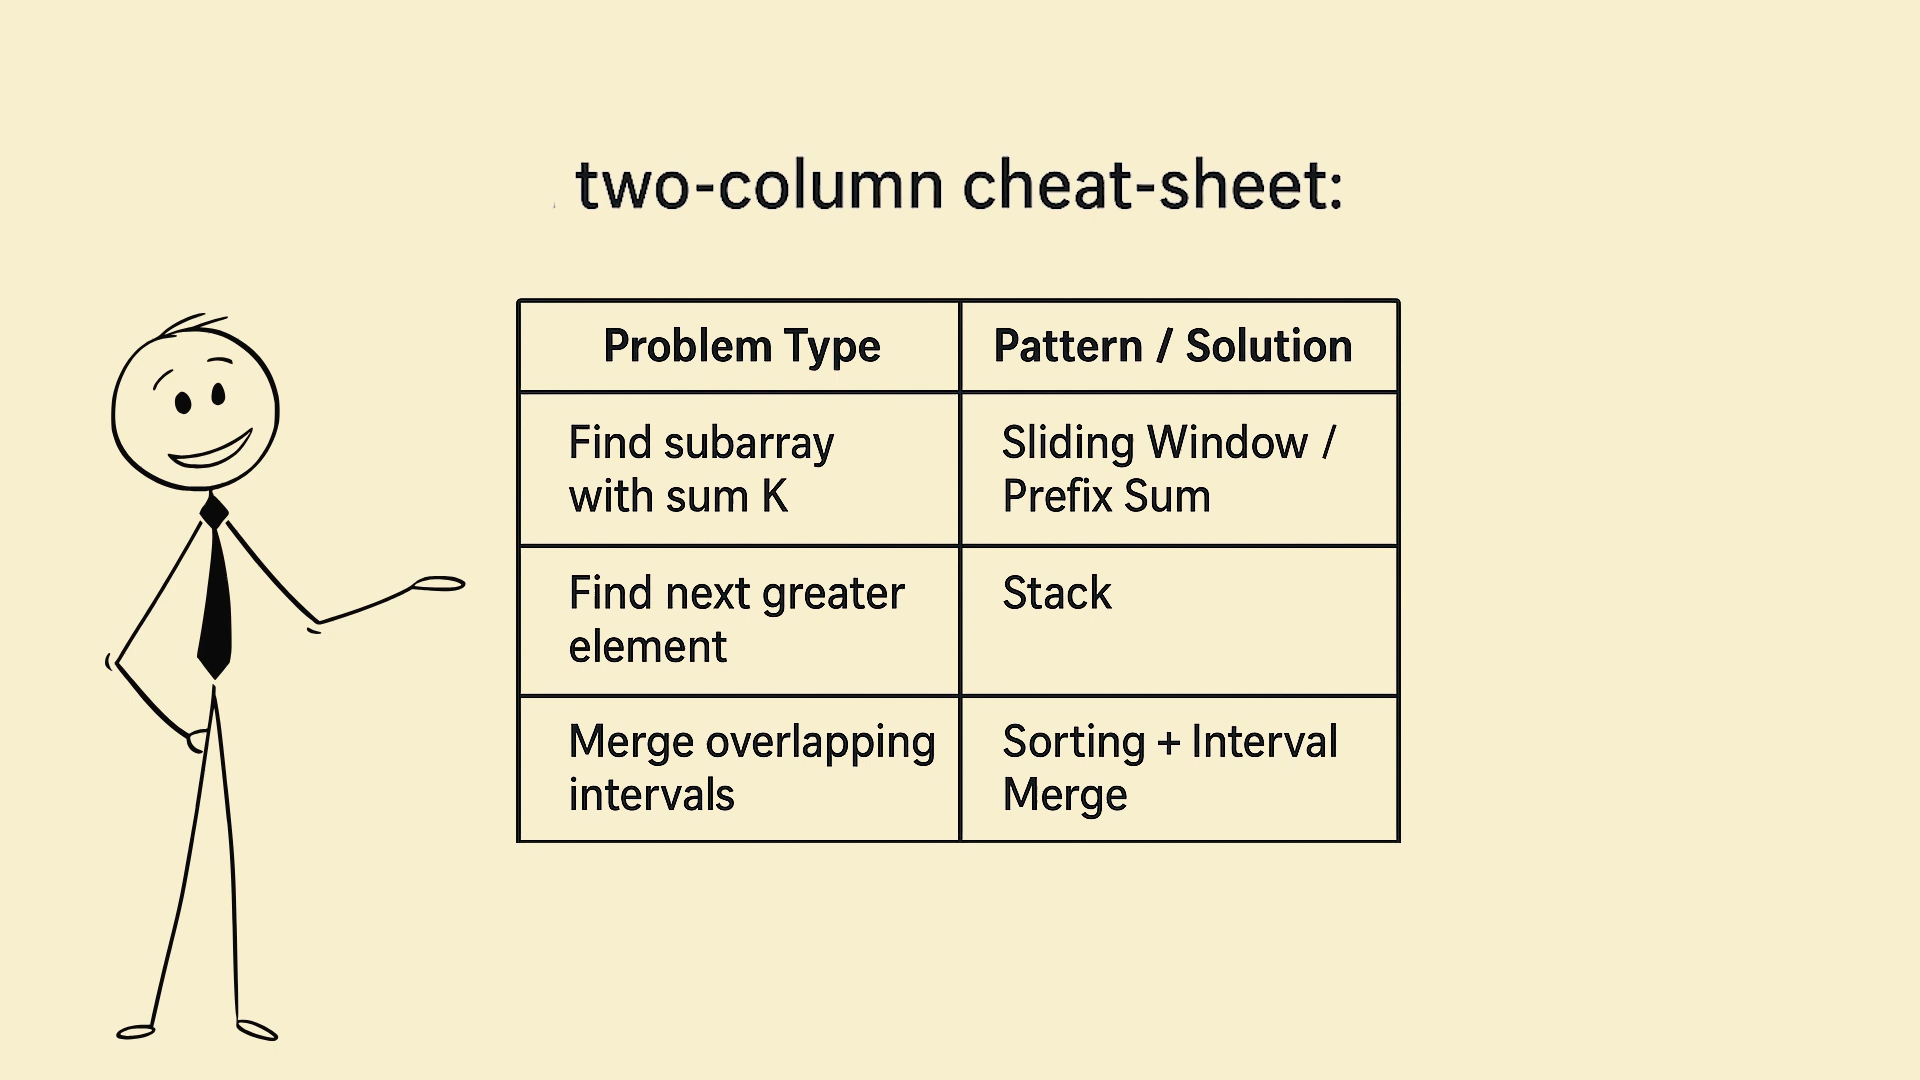 two-column cheat-sheet:
Problem Type
Pattern / Solution
Find subarray
with sum K
Sliding Window /
Prefix Sum
Find next greater
element
Stack
Merge overlapping
intervals
Sorting + Interval
Merge